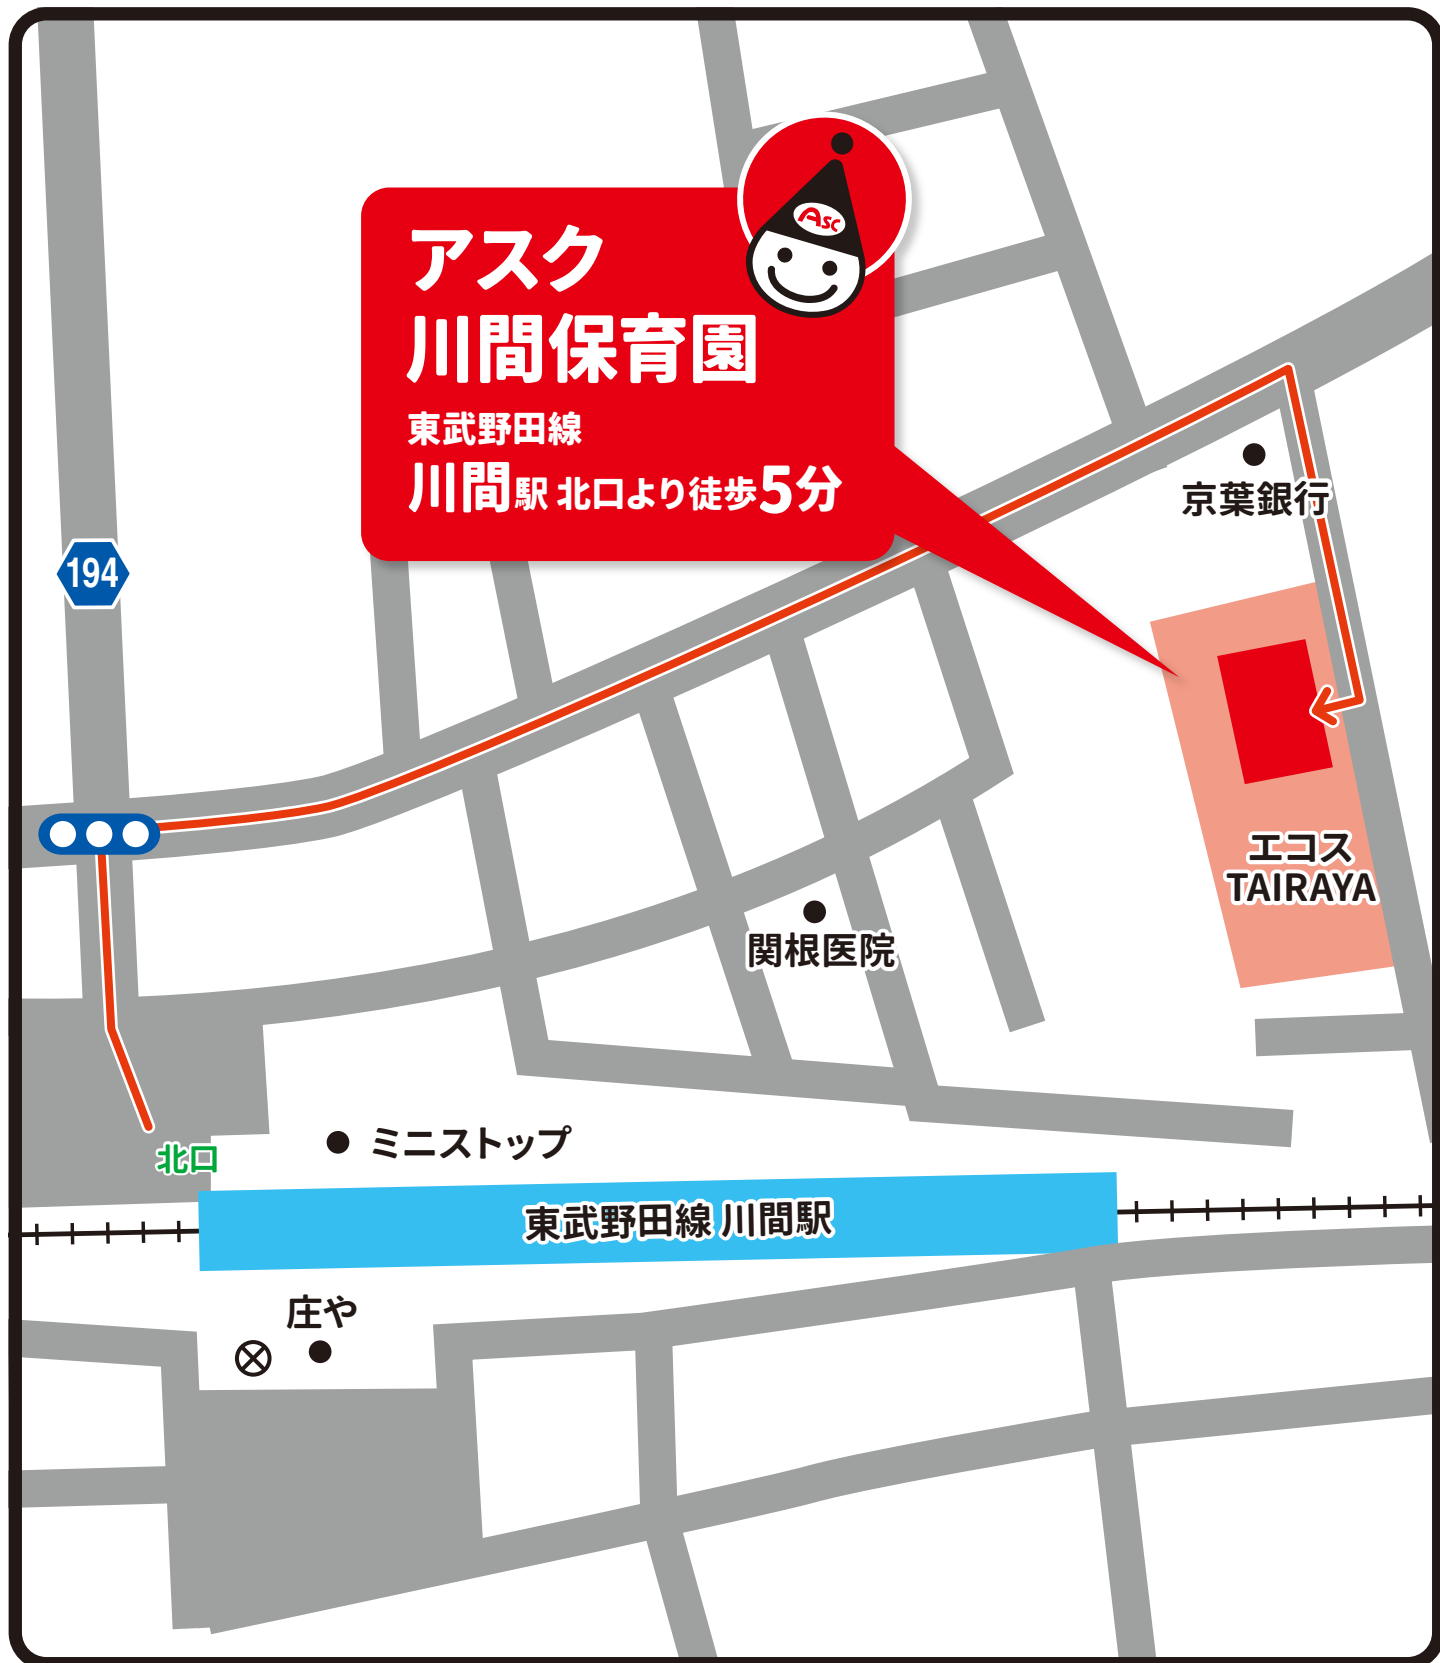 ASC
アスク
川間保育園
東武野田線
川間駅 北口より徒歩5分
京葉銀行
194
エコス
TAIRAYA
関根医院
ミニストップ
北口
東武野田線 川間駅
庄や